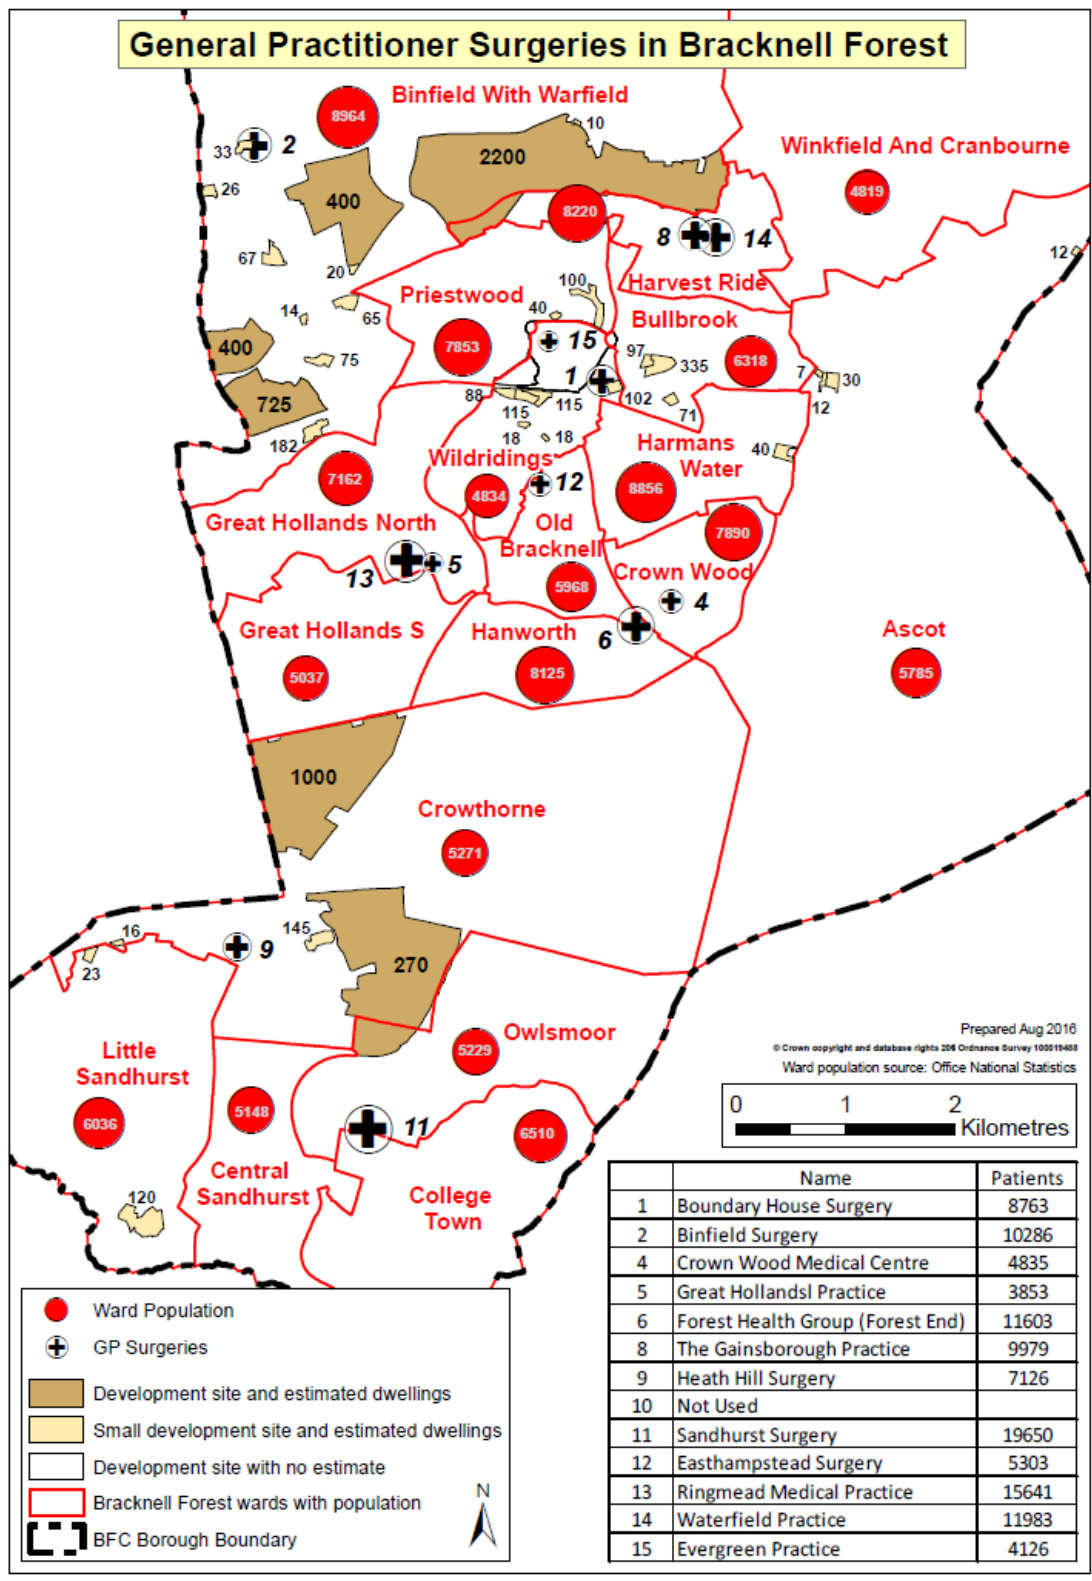 General Practitioner Surgeries in Bracknell Forest
Binfield With Warfield
8964
10
33
2
2200
Winkfield And Cranbourne
26
400
4819
8220
8
14
67
20
12
100
Harvest Ride
Priestwood
14
65
40
Bullbrook
400
75
7853
15
97
335
6318
7
30
1
725
88
115
115
102
71
12
182
18
18
Harmans
Water
40
Wildridings
7162
4834
12
8856
Great Hollands North
Old
Bracknell
7890
13
5
5968
Crown Wood
4
Great Hollands S
Hanworth
6
Ascot
5037
8125
5785
1000
Crowthorne
5271
16
9
145
23
270
Owlsmoor
5229
Little
Sandhurst
6036
5148
11
6510
Central
Sandhurst
College
Town
120
Prepared Aug 2016
© Crown copyright and database rights 206 Ordnance Survey 100019488
Ward population source: Office National Statistics
0 1 2
Kilometres
Name Patients
1 Boundary House Surgery 8763
2 Binfield Surgery 10286
4 Crown Wood Medical Centre 4835
5 Great Hollandsl Practice 3853
6 Forest Health Group (Forest End) 11603
8 The Gainsborough Practice 9979
9 Heath Hill Surgery 7126
10 Not Used
11 Sandhurst Surgery 19650
12 Easthampstead Surgery 5303
13 Ringmead Medical Practice 15641
14 Waterfield Practice 11983
15 Evergreen Practice 4126
Ward Population
GP Surgeries
Development site and estimated dwellings
Small development site and estimated dwellings
Development site with no estimate
Bracknell Forest wards with population
BFC Borough Boundary
N